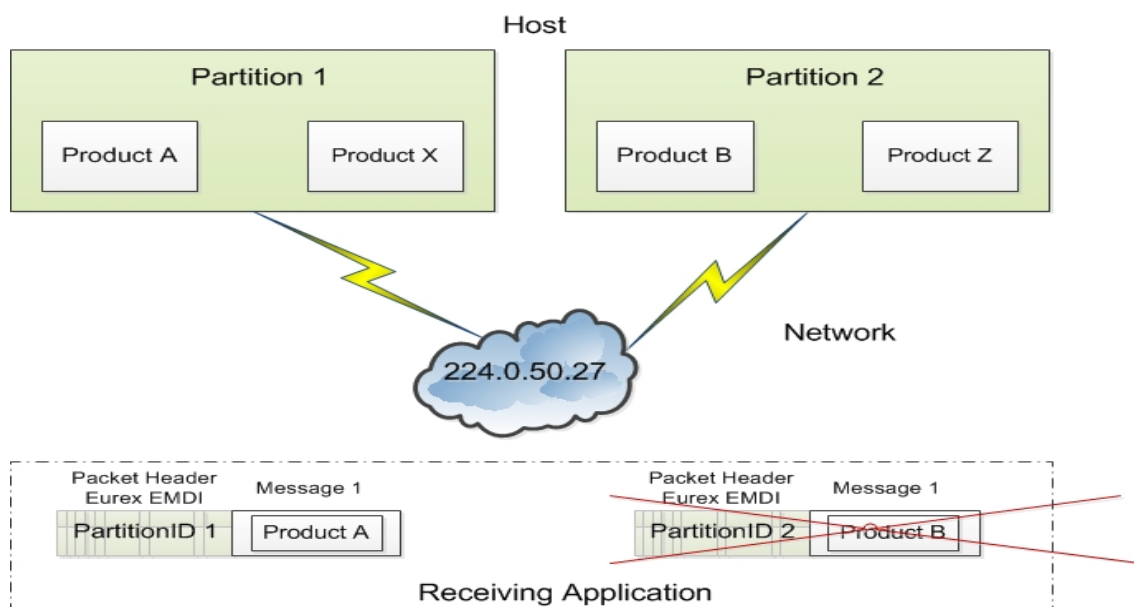 Host
Partition 1
Partition 2
Product A
Product X
Product B
Product Z
Network
224.0.50.27
Packet Header
Eurex EMDI
Message 1
PartitionID 1
Product A
Packet Header
Eurex EMDI
Message 1
PartitionID 2
Product B
Receiving Application